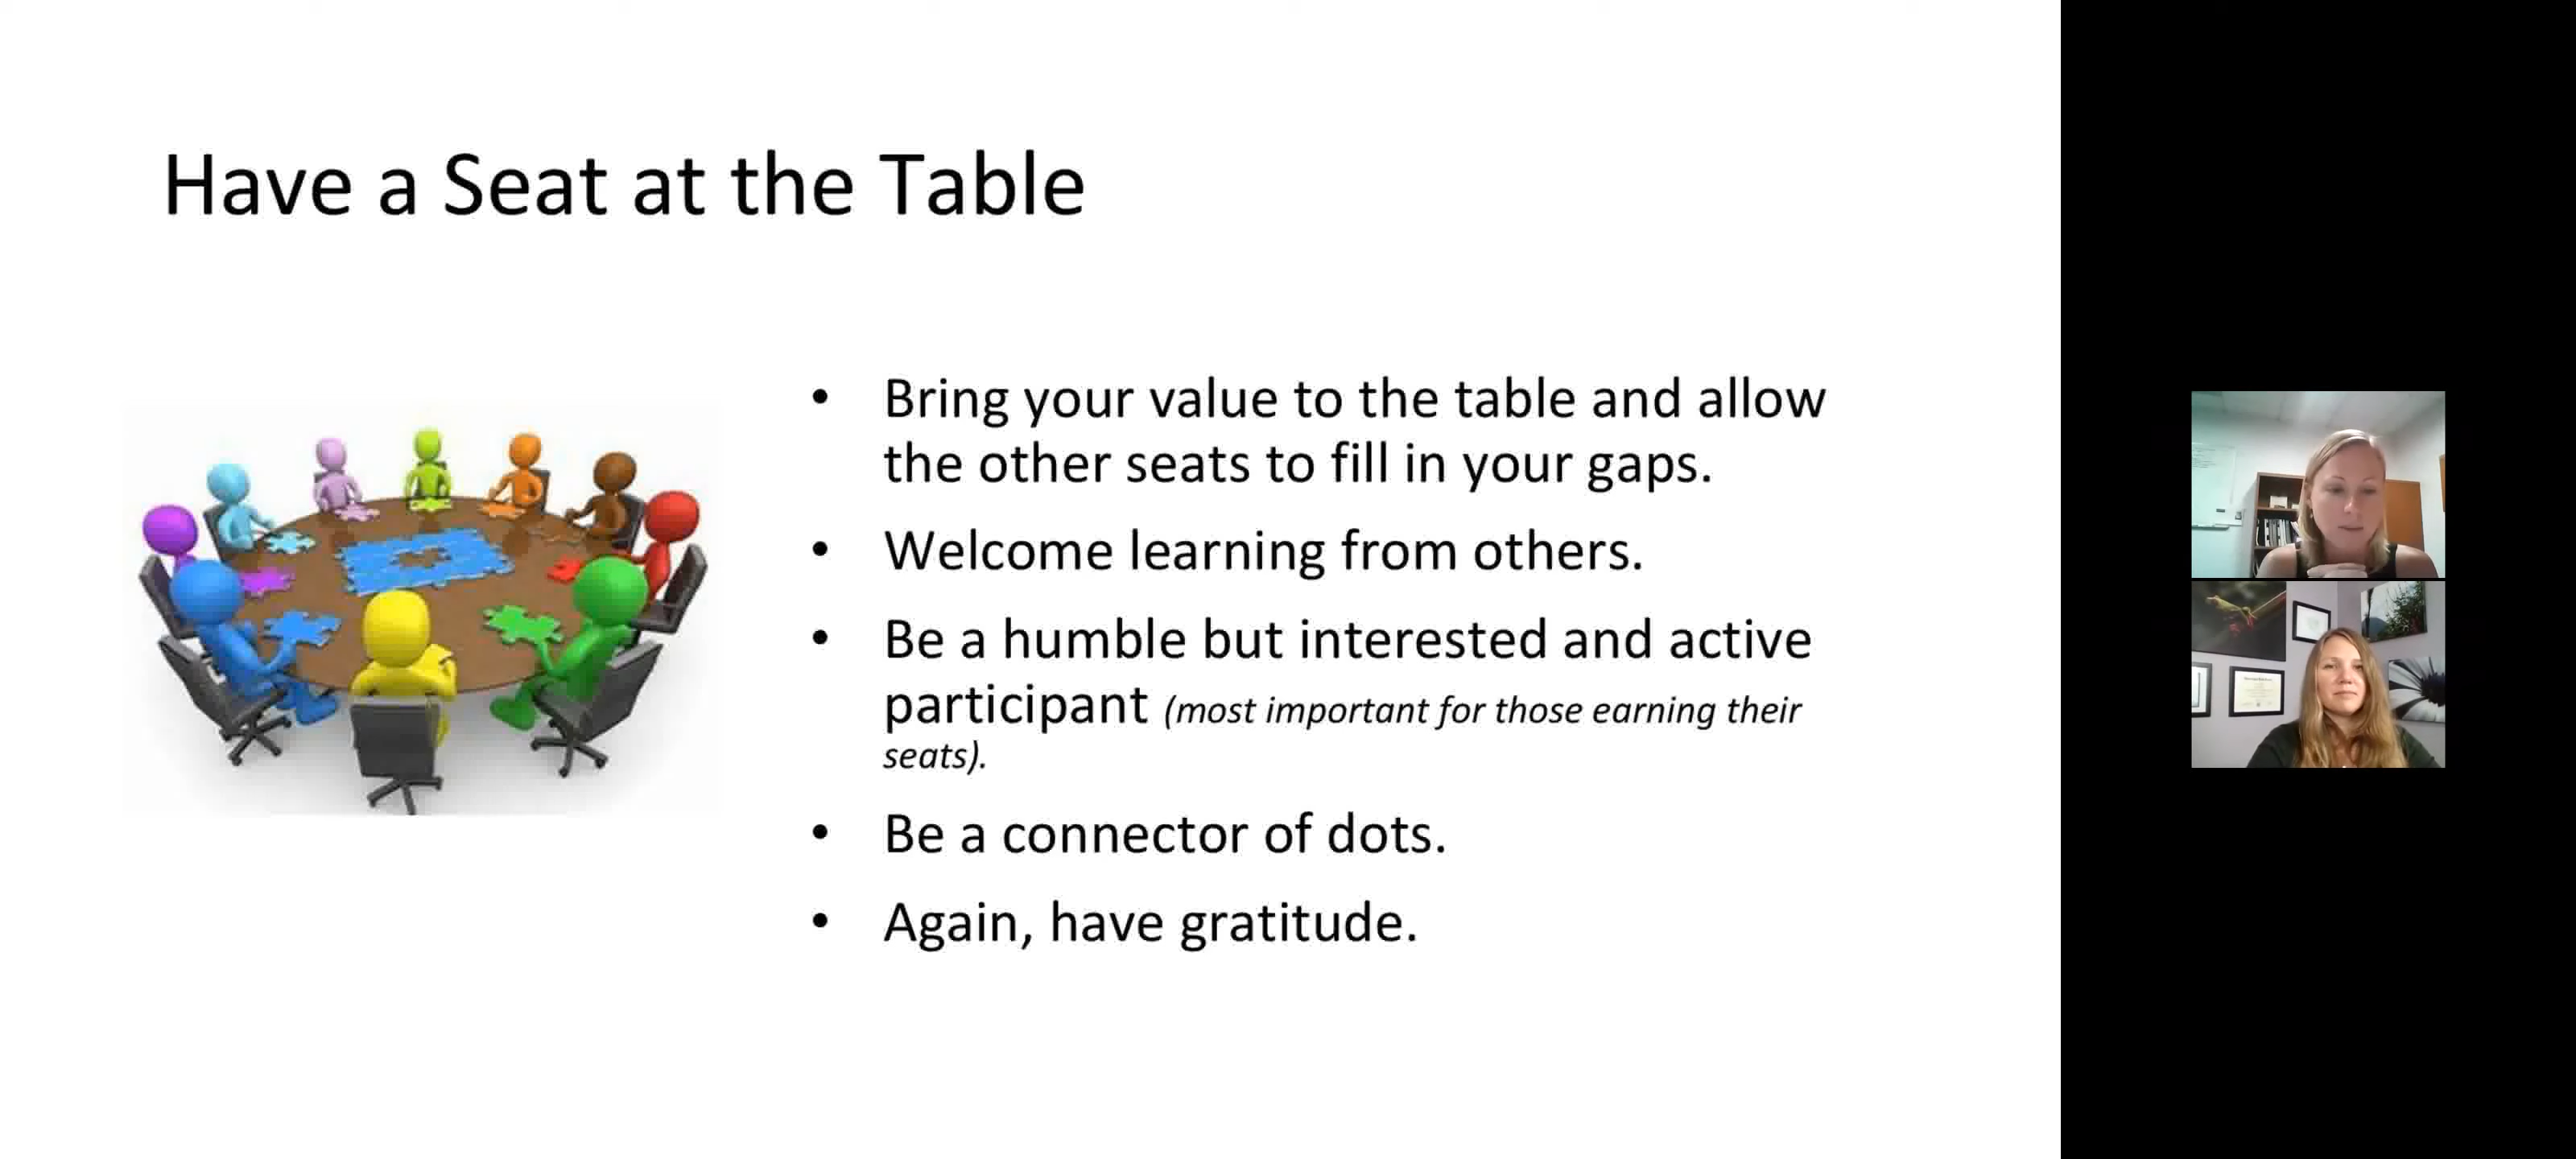 Have a Seat at the Table
• Bring your value to the table and allow
the other seats to fill in your gaps.
• Welcome learning from others.
• Be a humble but interested and active
participant (most important for those earning their
seats).
• Be a connector of dots.
• Again, have gratitude.